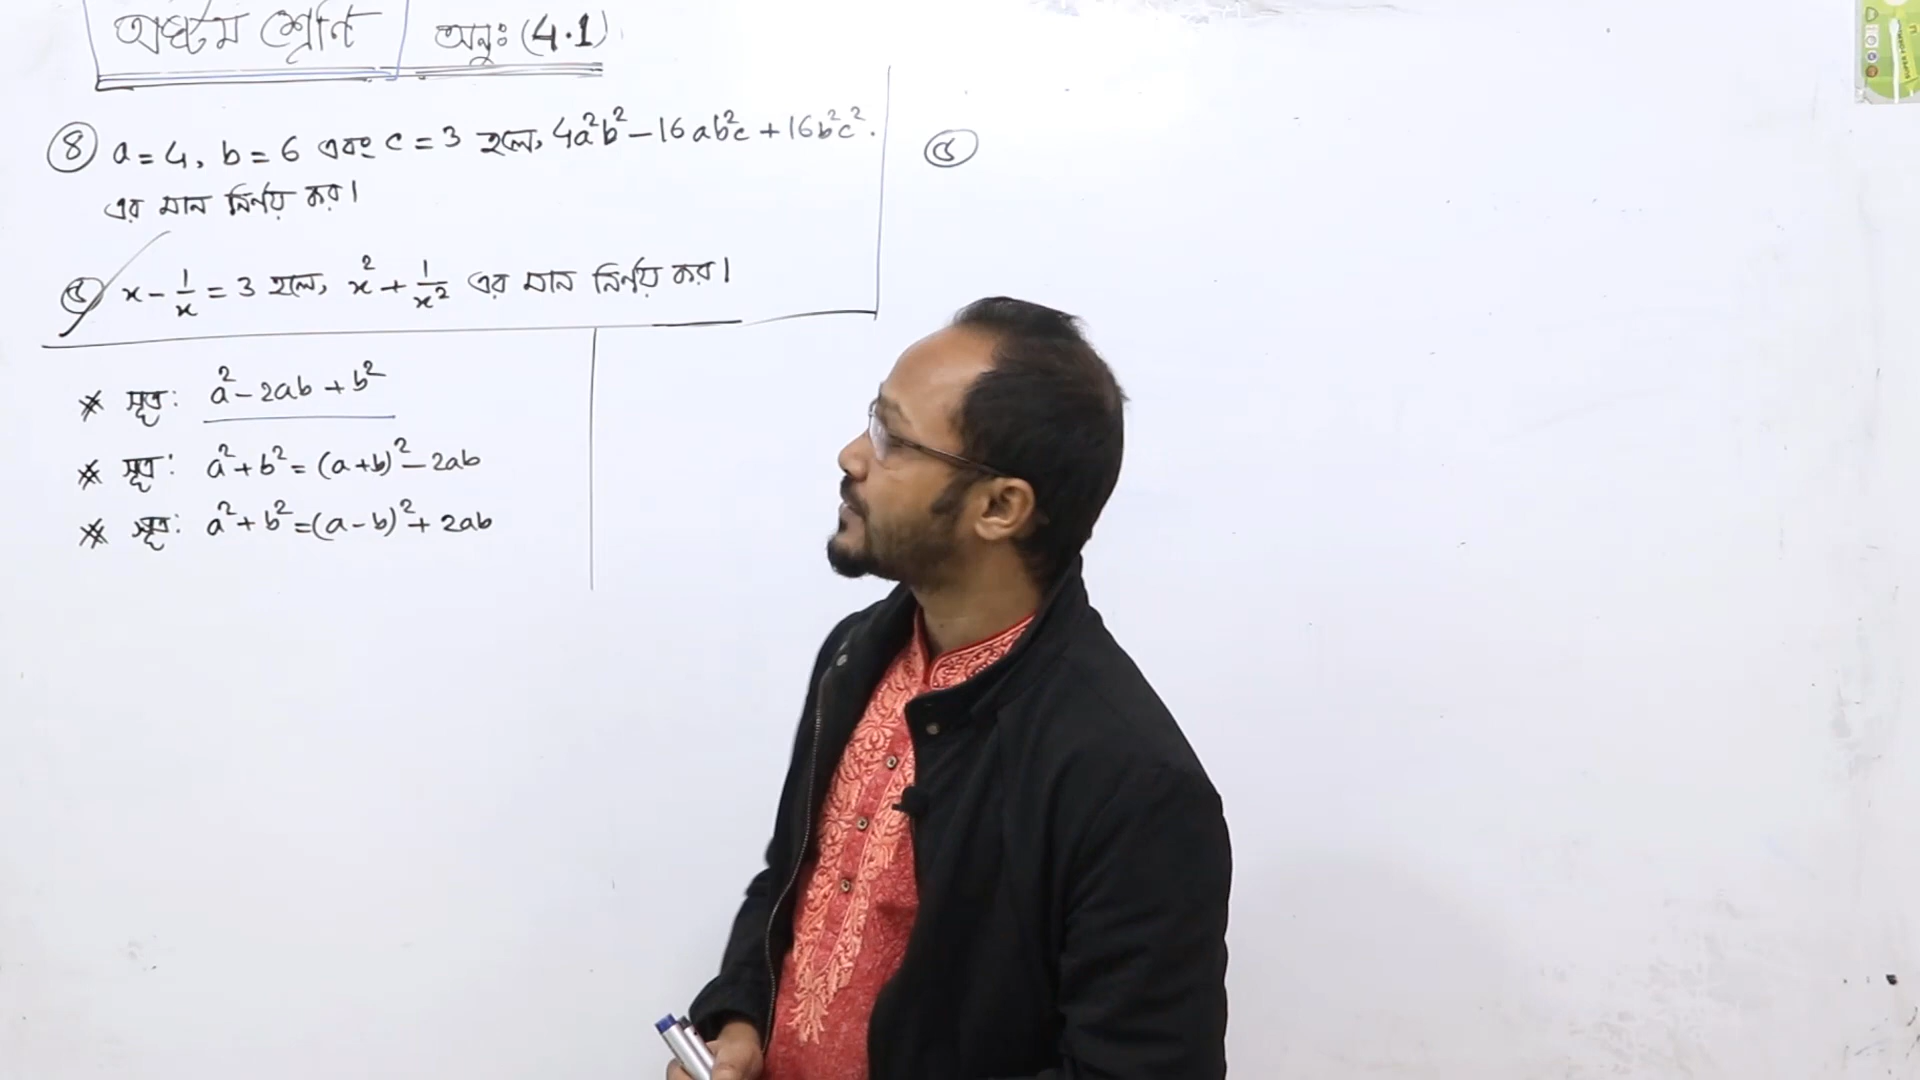 অষ্টম শ্রেণি অনুঃ (4.1)
৪ a = 4, b = 6 এবং c = 3 হলে, 4a²b² − 16ab²c + 16b²c²
এর মান নির্ণয় কর।
৫ x − 1/x = 3 হলে, x² + 1/x² এর মান নির্ণয় কর।
* সূত্র: a² − 2ab + b²
* সূত্র: a² + b² = (a + b)² − 2ab
* সূত্র: a² + b² = (a − b)² + 2ab
৫